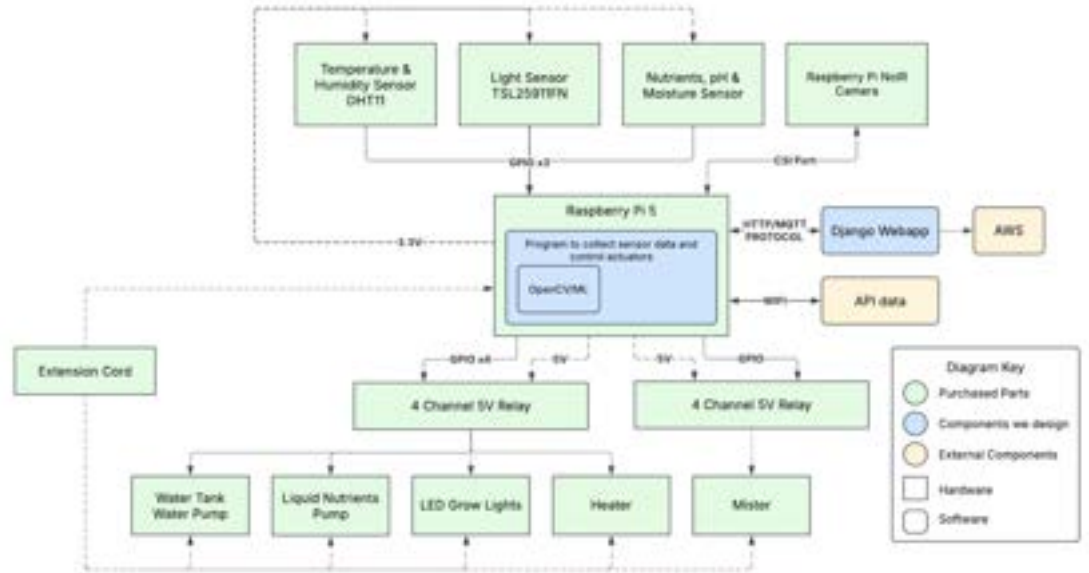 Temperature &
Humidity Sensor
DHT11
Light Sensor
TSL25911FN
Nutrients, pH &
Moisture Sensor
Raspberry Pi NoIR
Camera
GPIO x3
CSI Port
Raspberry Pi 5
Program to collect sensor data and
control actuators
OpenCV/ML
HTTP/MQTT
PROTOCOL
Django Webapp
AWS
3.3V
WiFi
API data
Extension Cord
GPIO x4
5V
5V
GPIO
4 Channel 5V Relay
4 Channel 5V Relay
Water Tank
Water Pump
Liquid Nutrients
Pump
LED Grow Lights
Heater
Mister
Diagram Key
Purchased Parts
Components we design
External Components
Hardware
Software